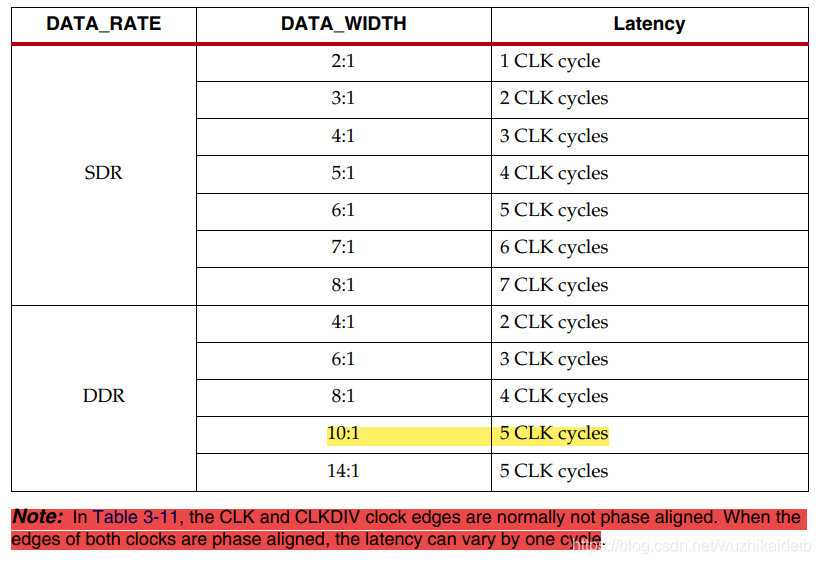 DATA_RATE DATA_WIDTH Latency
SDR 2:1 1 CLK cycle
3:1 2 CLK cycles
4:1 3 CLK cycles
5:1 4 CLK cycles
6:1 5 CLK cycles
7:1 6 CLK cycles
8:1 7 CLK cycles
DDR 4:1 2 CLK cycles
6:1 3 CLK cycles
8:1 4 CLK cycles
10:1 5 CLK cycles
14:1 5 CLK cycles
Note: In Table 3-11, the CLK and CLKDIV clock edges are normally not phase aligned. When the
edges of both clocks are phase aligned, the latency can vary by one cycle.
https://blog.csdn.net/wuzhikaidetb